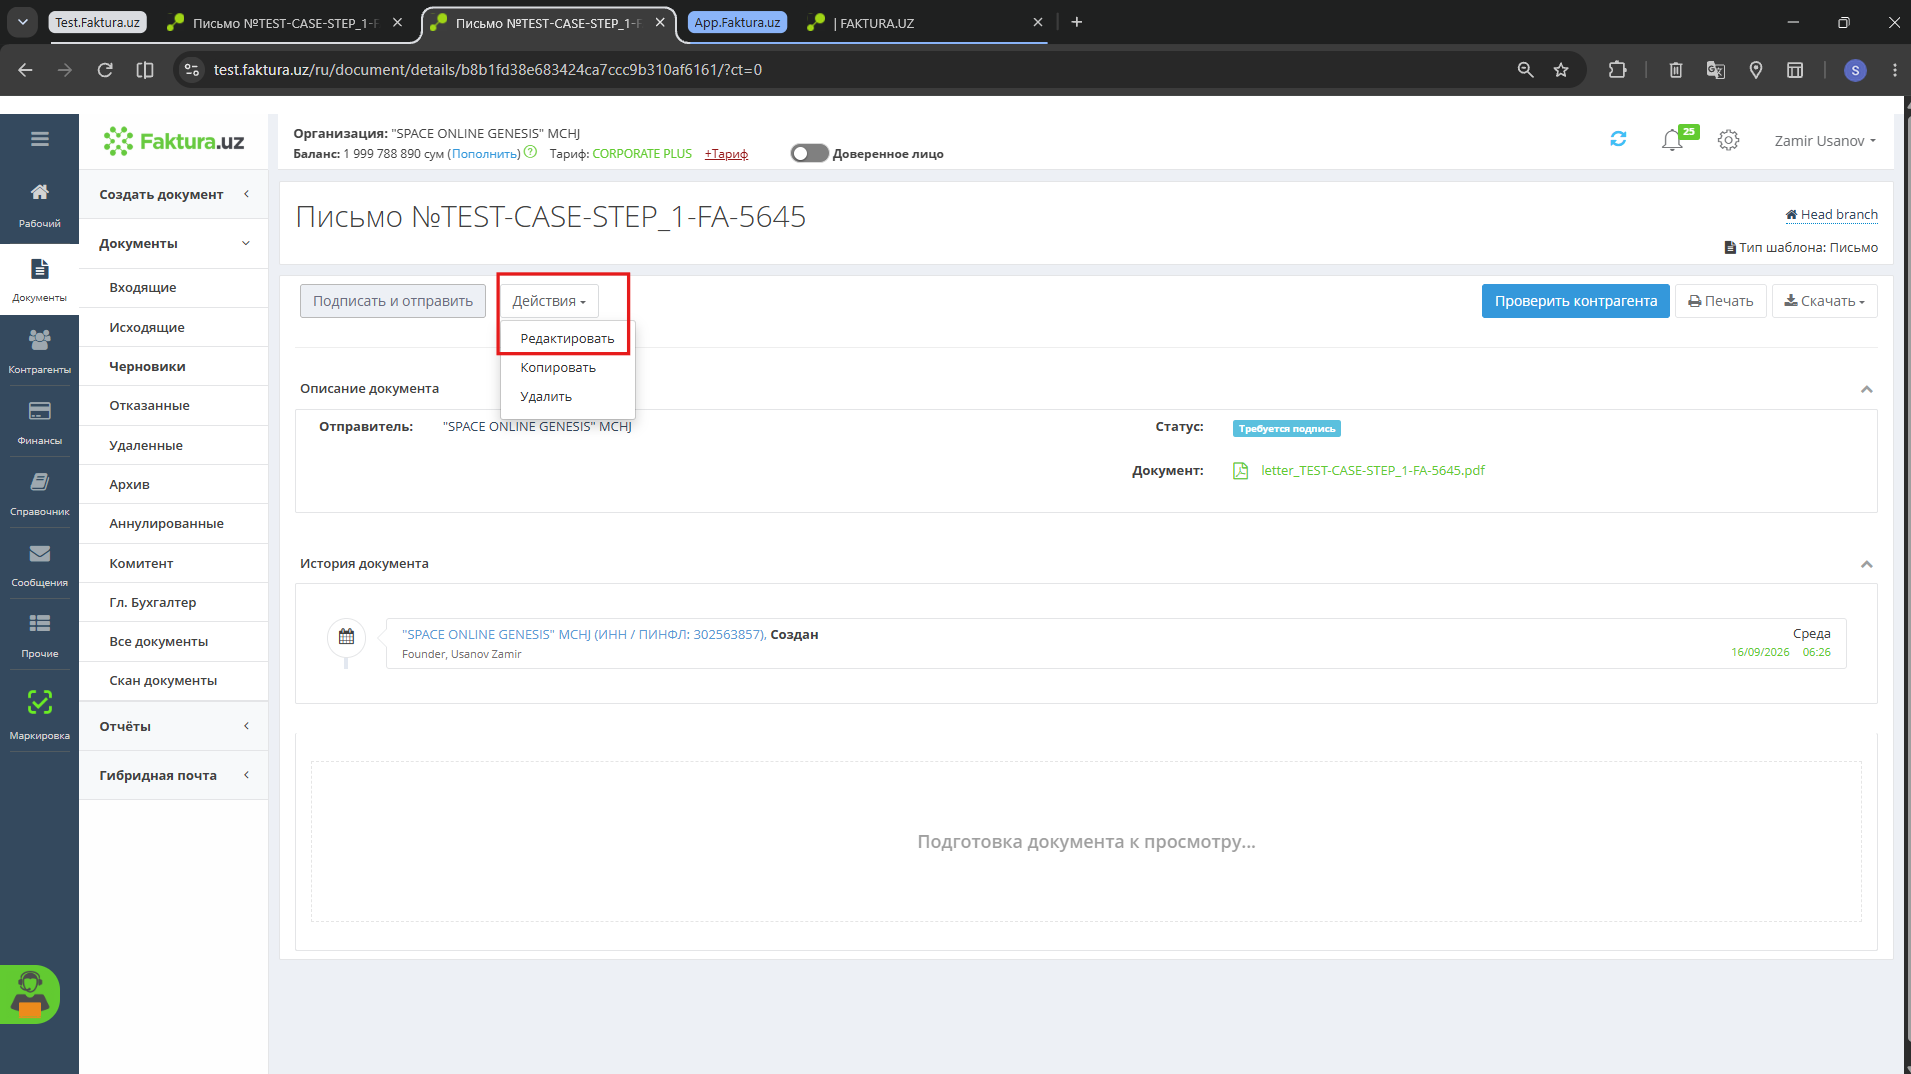 Test.Faktura.uz
Письмо №TEST-CASE-STEP_1-F
Письмо №TEST-CASE-STEP_1-F
App.Faktura.uz
| FAKTURA.UZ
test.faktura.uz/ru/document/details/b8b1fd38e683424ca7ccc9b310af6161/?ct=0
S
Рабочий
Документы
Контрагенты
Финансы
Справочник
Сообщения
Прочие
Маркировка
Faktura.uz
Создать документ
Документы
Входящие
Исходящие
Черновики
Отказанные
Удаленные
Архив
Аннулированные
Комитент
Гл. Бухгалтер
Все документы
Скан документы
Отчёты
Гибридная почта
Организация: "SPACE ONLINE GENESIS" MCHJ
Баланс: 1 999 788 890 сум (Пополнить) ? Тариф: CORPORATE PLUS +Тариф
Доверенное лицо
25
Zamir Usanov
Письмо №TEST-CASE-STEP_1-FA-5645
Head branch
Тип шаблона: Письмо
Подписать и отправить
Действия
Редактировать
Копировать
Удалить
Проверить контрагента
Печать
Скачать
Описание документа
Отправитель: "SPACE ONLINE GENESIS" MCHJ
Статус: Требуется подпись
Документ: letter_TEST-CASE-STEP_1-FA-5645.pdf
История документа
"SPACE ONLINE GENESIS" MCHJ (ИНН / ПИНФЛ: 302563857), Создан
Founder, Usanov Zamir
Среда
16/09/2026 06:26
Подготовка документа к просмотру...